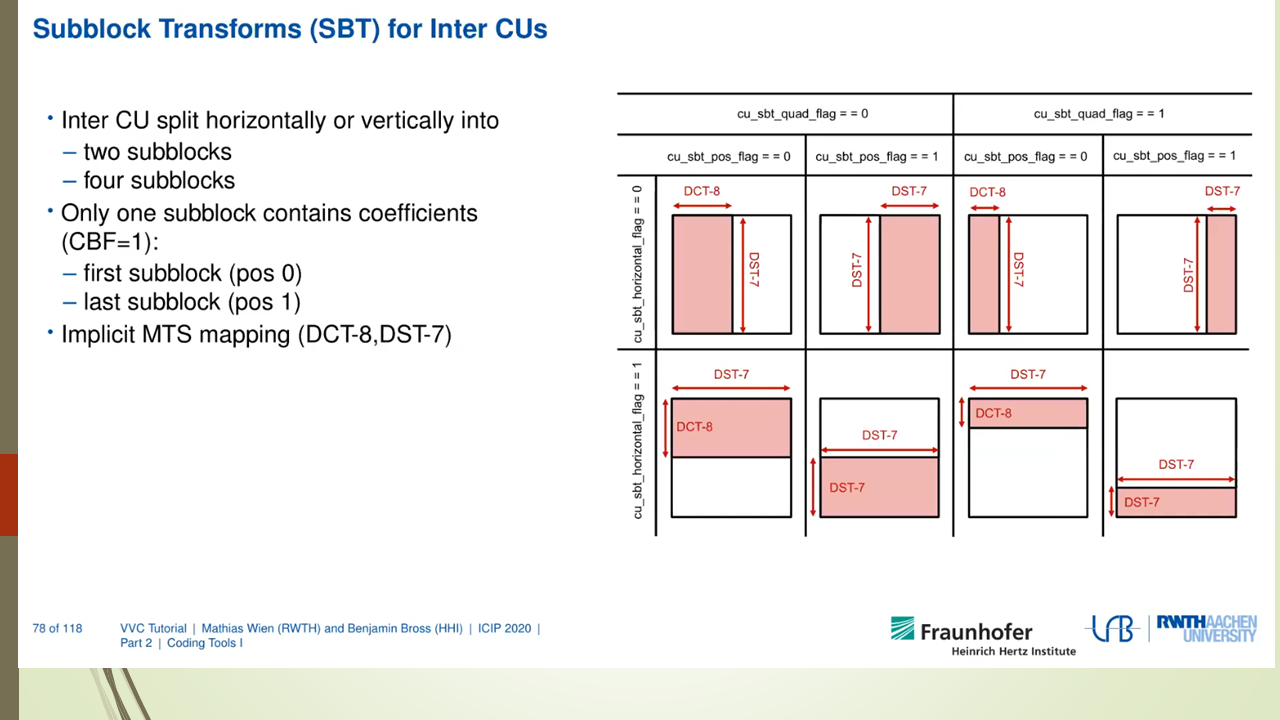 Subblock Transforms (SBT) for Inter CUs
• Inter CU split horizontally or vertically into
– two subblocks
– four subblocks
• Only one subblock contains coefficients
(CBF=1):
– first subblock (pos 0)
– last subblock (pos 1)
• Implicit MTS mapping (DCT-8,DST-7)
cu_sbt_quad_flag = = 0
cu_sbt_quad_flag = = 1
cu_sbt_pos_flag = = 0
cu_sbt_pos_flag = = 1
cu_sbt_pos_flag = = 0
cu_sbt_pos_flag = = 1
cu_sbt_horizontal_flag = = 0
DCT-8
DST-7
DST-7
DST-7
DCT-8
DST-7
DST-7
DST-7
cu_sbt_horizontal_flag = = 1
DST-7
DCT-8
DST-7
DST-7
DST-7
DCT-8
DST-7
DST-7
78 of 118
VVC Tutorial | Mathias Wien (RWTH) and Benjamin Bross (HHI) | ICIP 2020 |
Part 2 | Coding Tools I
Fraunhofer
Heinrich Hertz Institute
RWTHAACHEN
UNIVERSITY